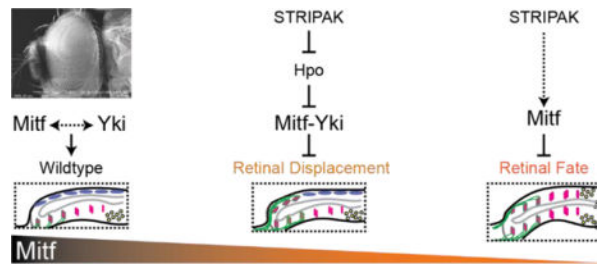 STRIPAK
STRIPAK
Hpo
Mitf
Yki
Mitf-Yki
Mitf
Wildtype
Retinal Displacement
Retinal Fate
Mitf